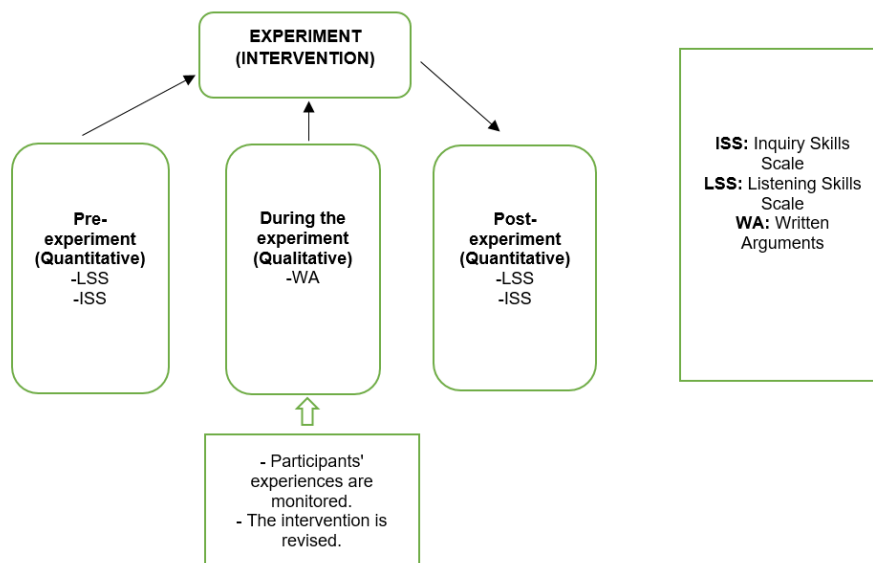 EXPERIMENT
(INTERVENTION)
Pre-
experiment
(Quantitative)
-LSS
-ISS
During the
experiment
(Qualitative)
-WA
Post-
experiment
(Quantitative)
-LSS
-ISS
ISS: Inquiry Skills
Scale
LSS: Listening Skills
Scale
WA: Written
Arguments
- Participants'
experiences are
monitored.
- The intervention is
revised.